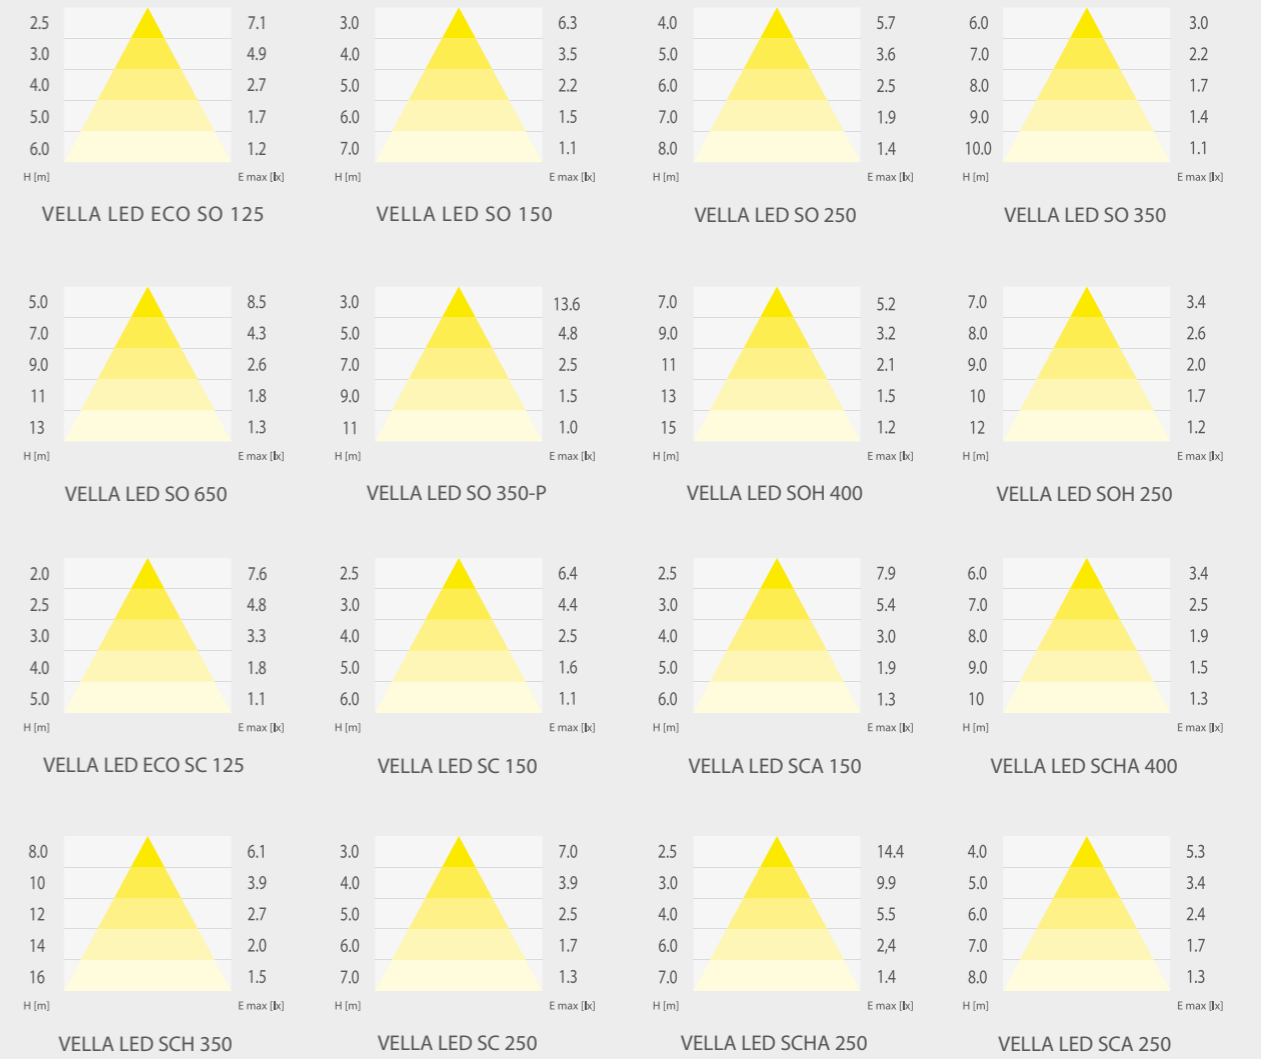 2.5 7.1 3.0 6.3 4.0 5.7 6.0 3.0
3.0 4.9 4.0 3.5 5.0 3.6 7.0 2.2
4.0 2.7 5.0 2.2 6.0 2.5 8.0 1.7
5.0 1.7 6.0 1.5 7.0 1.9 9.0 1.4
6.0 1.2 7.0 1.1 8.0 1.4 10.0 1.1
H [m] E max [lx] H [m] E max [lx] H [m] E max [lx] H [m] E max [lx]
VELLA LED ECO SO 125 VELLA LED SO 150 VELLA LED SO 250 VELLA LED SO 350
5.0 8.5 3.0 13.6 7.0 5.2 7.0 3.4
7.0 4.3 5.0 4.8 9.0 3.2 8.0 2.6
9.0 2.6 7.0 2.5 11 2.1 9.0 2.0
11 1.8 9.0 1.5 13 1.5 10 1.7
13 1.3 11 1.0 15 1.2 12 1.2
H [m] E max [lx] H [m] E max [lx] H [m] E max [lx] H [m] E max [lx]
VELLA LED SO 650 VELLA LED SO 350-P VELLA LED SOH 400 VELLA LED SOH 250
2.0 7.6 2.5 6.4 2.5 7.9 6.0 3.4
2.5 4.8 3.0 4.4 3.0 5.4 7.0 2.5
3.0 3.3 4.0 2.5 4.0 3.0 8.0 1.9
4.0 1.8 5.0 1.6 5.0 1.9 9.0 1.5
5.0 1.1 6.0 1.1 6.0 1.3 10 1.3
H [m] E max [lx] H [m] E max [lx] H [m] E max [lx] H [m] E max [lx]
VELLA LED ECO SC 125 VELLA LED SC 150 VELLA LED SCA 150 VELLA LED SCHA 400
8.0 6.1 3.0 7.0 2.5 14.4 4.0 5.3
10 3.9 4.0 3.9 3.0 9.9 5.0 3.4
12 2.7 5.0 2.5 4.0 5.5 6.0 2.4
14 2.0 6.0 1.7 6.0 2,4 7.0 1.7
16 1.5 7.0 1.3 7.0 1.4 8.0 1.3
H [m] E max [lx] H [m] E max [lx] H [m] E max [lx] H [m] E max [lx]
VELLA LED SCH 350 VELLA LED SC 250 VELLA LED SCHA 250 VELLA LED SCA 250